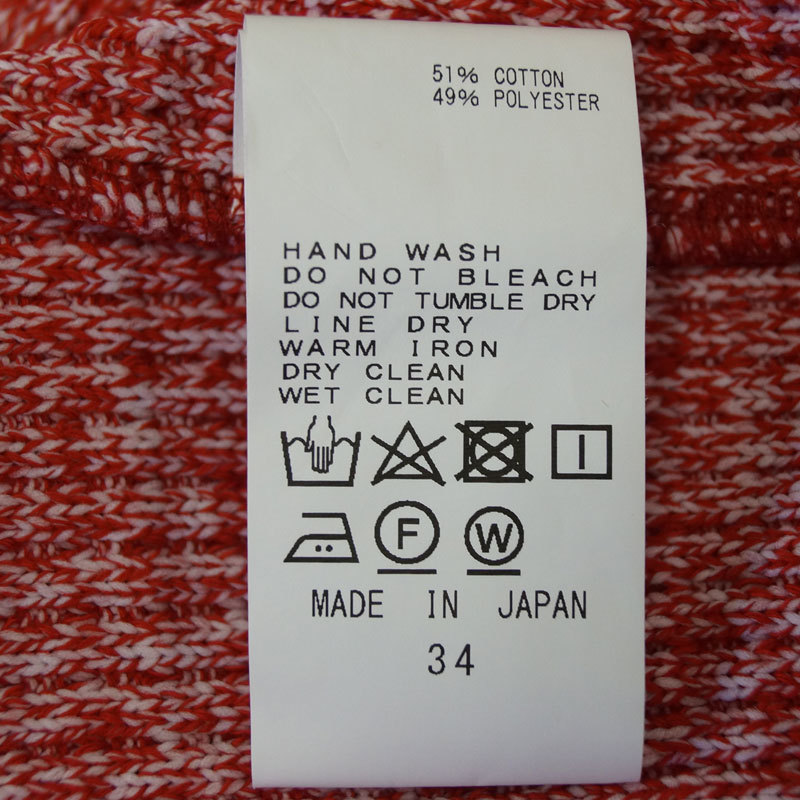 51% COTTON
49% POLYESTER
HAND WASH
DO NOT BLEACH
DO NOT TUMBLE DRY
LINE DRY
WARM IRON
DRY CLEAN
WET CLEAN
F W
MADE IN JAPAN
34